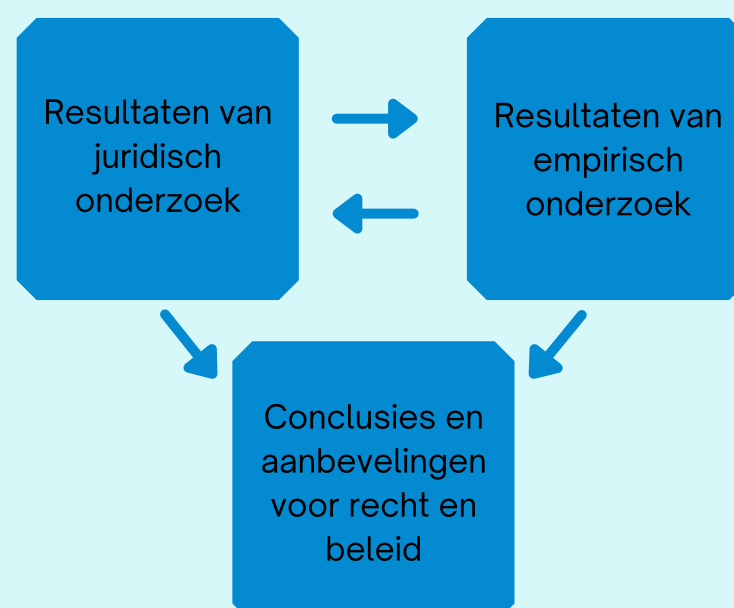 Resultaten van
juridisch
onderzoek
Resultaten van
empirisch
onderzoek
Conclusies en
aanbevelingen
voor recht en
beleid